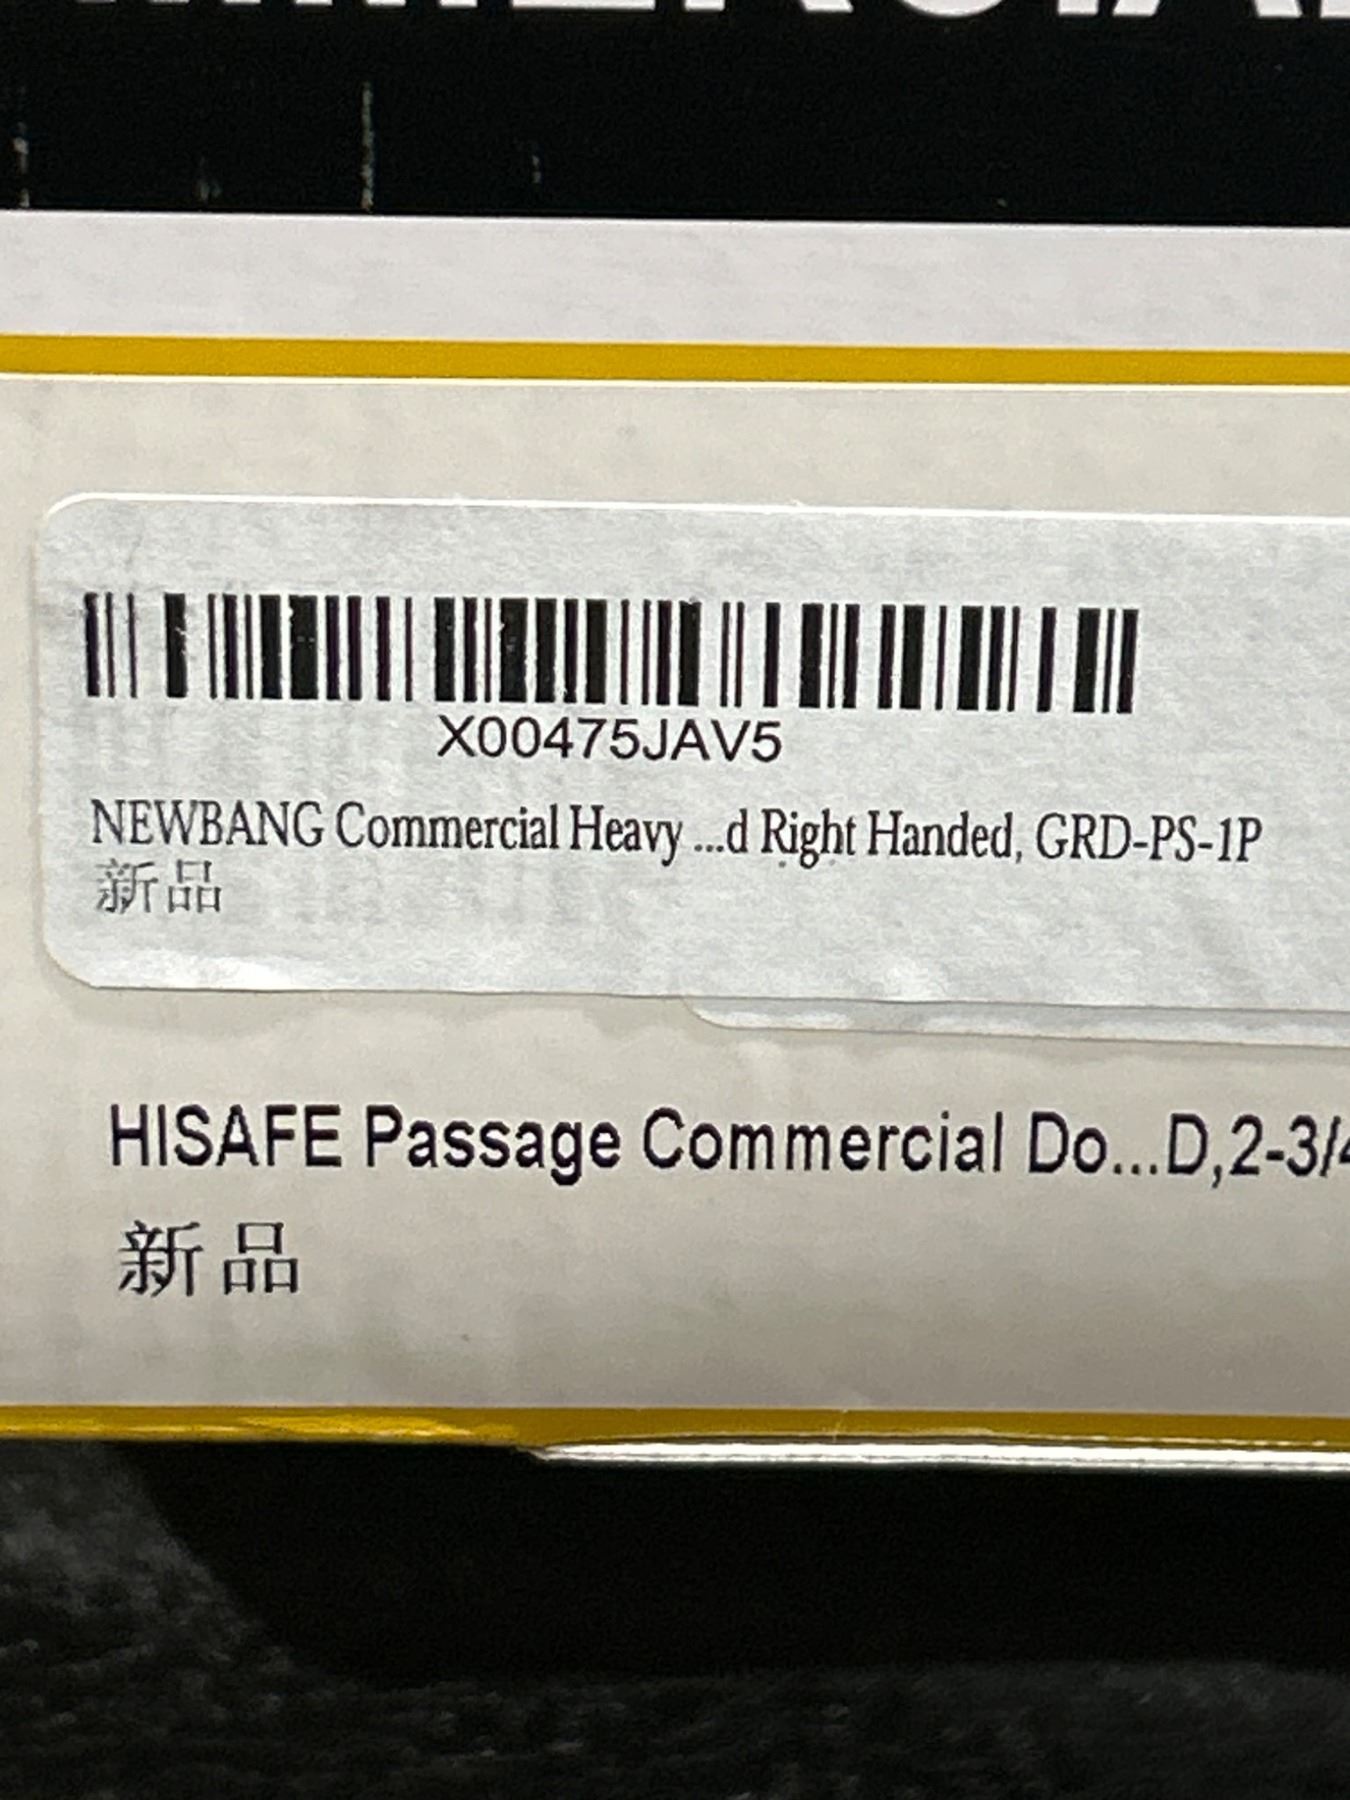 X00475JAV5
NEWBANG Commercial Heavy ...d Right Handed, GRD-PS-1P
新品
HISAFE Passage Commercial Do...D,2-3/4
新品